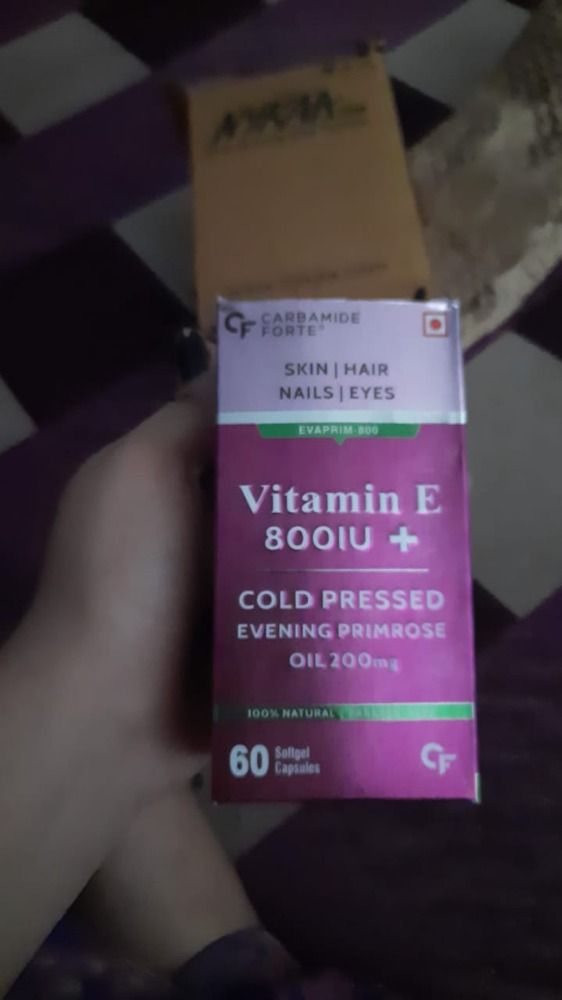 NYKAA
CF CARBAMIDE
FORTE®
SKIN | HAIR
NAILS | EYES
EVAPRIM-800
Vitamin E
800IU +
COLD PRESSED
EVENING PRIMROSE
OIL 200mg
100% NATURAL
60 Softgel
Capsules
CF